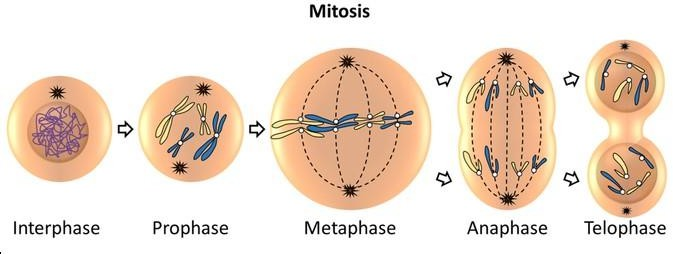 Mitosis
Interphase
Prophase
Metaphase
Anaphase
Telophase